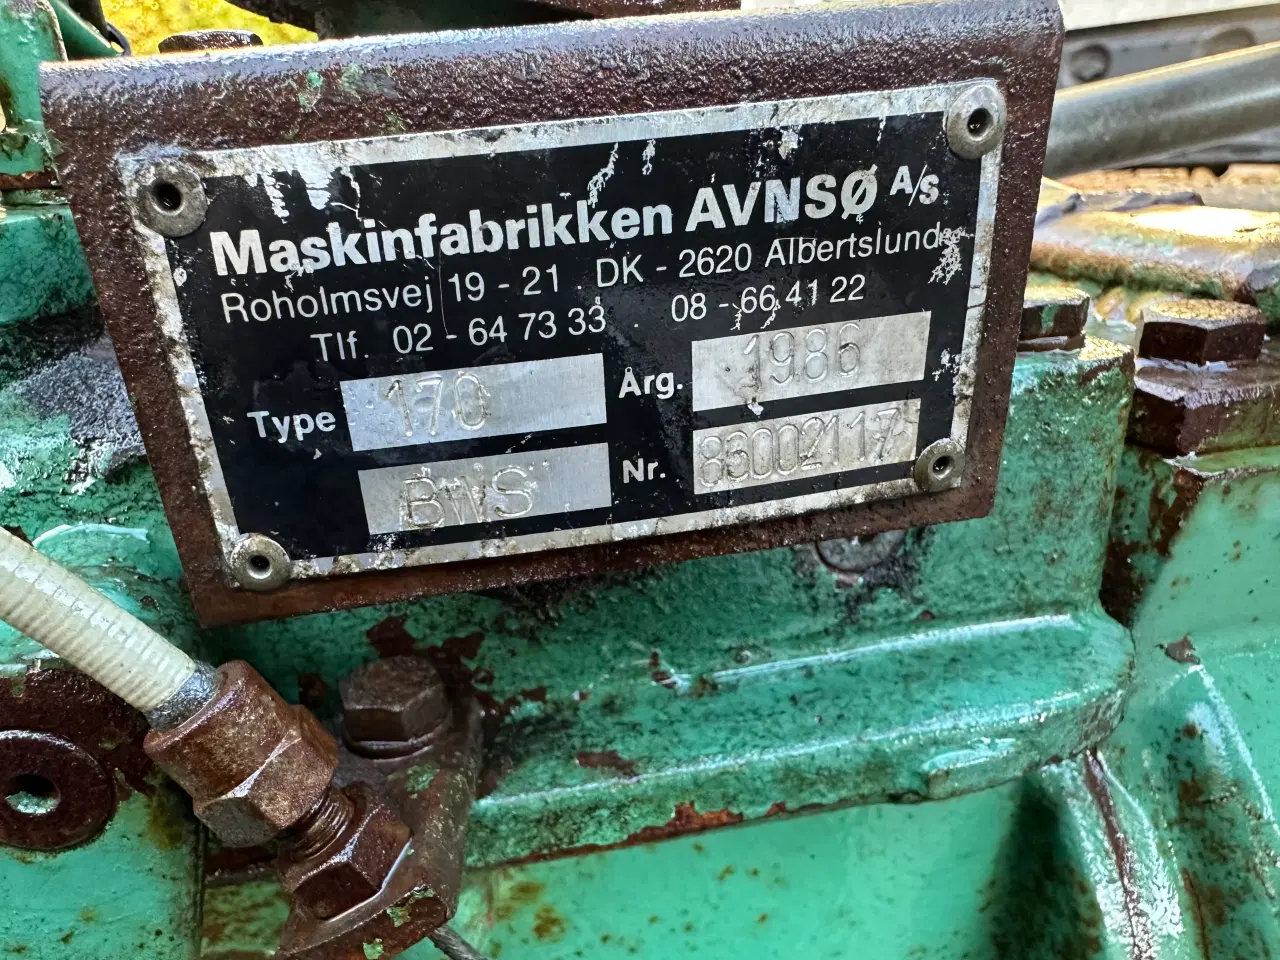 Maskinfabrikken AVNSØ A/S
Roholmsvej 19 - 21 . DK - 2620 Albertslund
Tlf. 02 - 64 73 33 . 08 - 66 41 22
Type 170 Årg. 1986
BWS Nr. 86002117